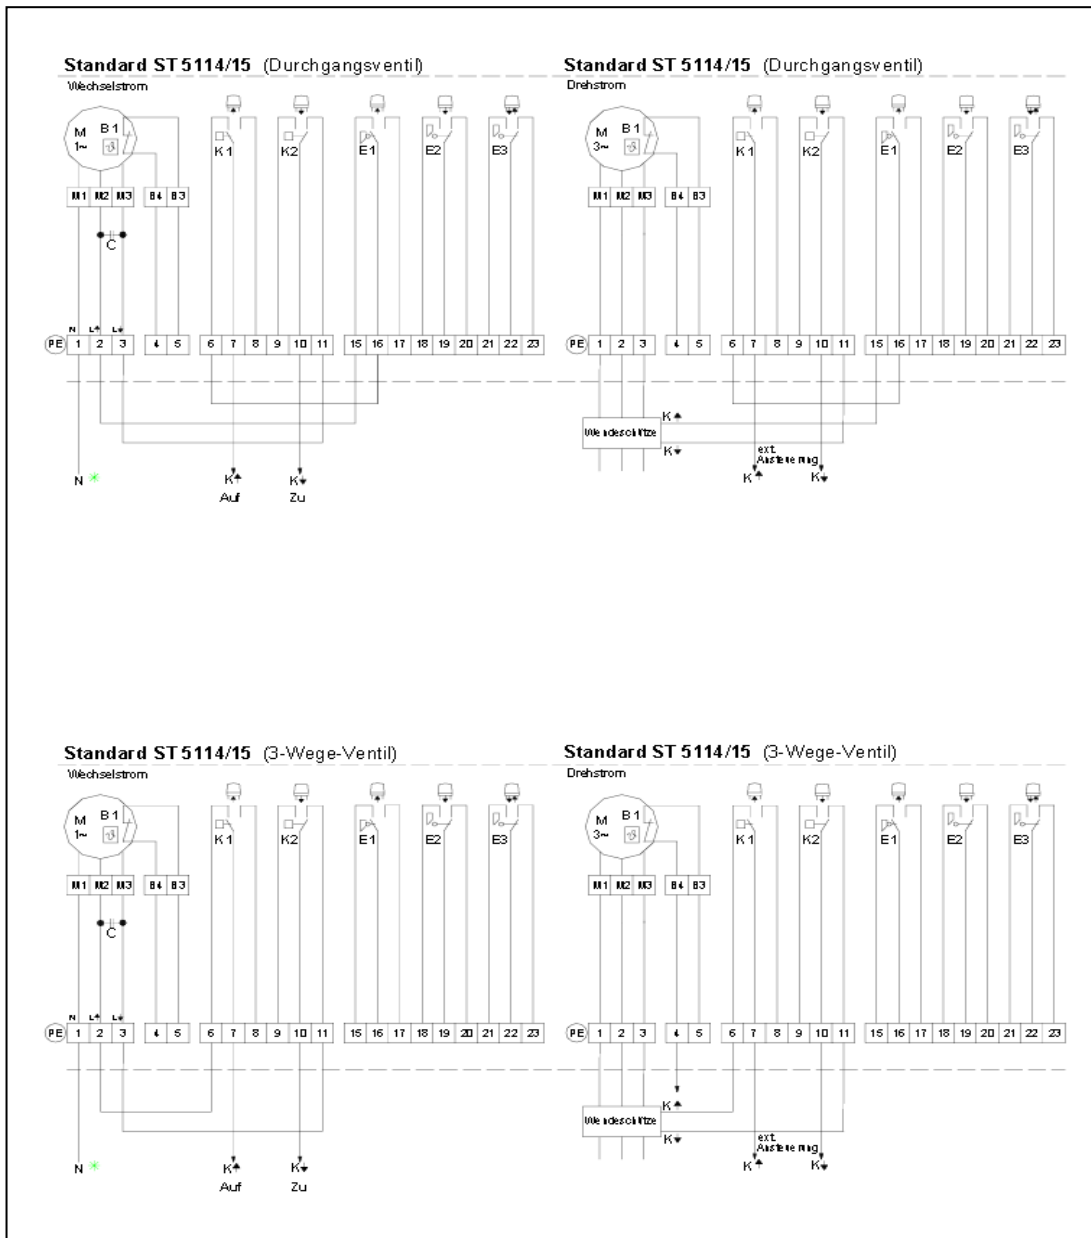 Standard ST 5114/15 (Durchgangsventil)
Wechselstrom
M B1
1~
K1 K2 E1 E2 E3
M1 M2 M3 B4 B3
C
N L L
PE 1 2 3 4 5 6 7 8 9 10 11 15 16 17 18 19 20 21 22 23
N * K K
Auf Zu
Standard ST 5114/15 (Durchgangsventil)
Drehstrom
M B1
3~
K1 K2 E1 E2 E3
M1 M2 M3 B4 B3
PE 1 2 3 4 5 6 7 8 9 10 11 15 16 17 18 19 20 21 22 23
K
Wendeschütze
K
ext.
Ansteuerung
K K
Standard ST 5114/15 (3-Wege-Ventil)
Wechselstrom
M B1
1~
K1 K2 E1 E2 E3
M1 M2 M3 B4 B3
C
N L L
PE 1 2 3 4 5 6 7 8 9 10 11 15 16 17 18 19 20 21 22 23
N * K K
Auf Zu
Standard ST 5114/15 (3-Wege-Ventil)
Drehstrom
M B1
3~
K1 K2 E1 E2 E3
M1 M2 M3 B4 B3
PE 1 2 3 4 5 6 7 8 9 10 11 15 16 17 18 19 20 21 22 23
K
Wendeschütze
K
ext.
Ansteuerung
K K